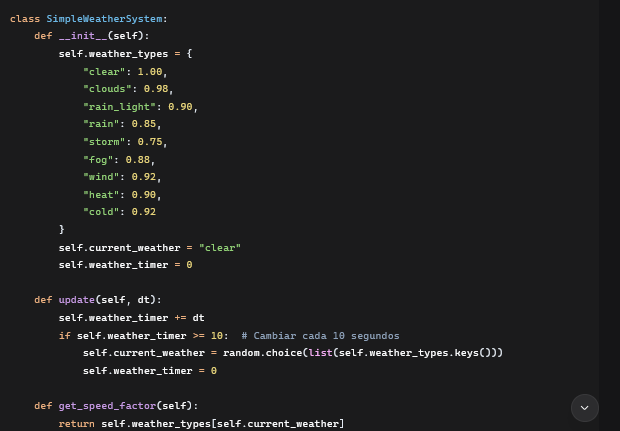 class SimpleWeatherSystem:
    def __init__(self):
        self.weather_types = {
            "clear": 1.00,
            "clouds": 0.98,
            "rain_light": 0.90,
            "rain": 0.85,
            "storm": 0.75,
            "fog": 0.88,
            "wind": 0.92,
            "heat": 0.90,
            "cold": 0.92
        }
        self.current_weather = "clear"
        self.weather_timer = 0

    def update(self, dt):
        self.weather_timer += dt
        if self.weather_timer >= 10:  # Cambiar cada 10 segundos
            self.current_weather = random.choice(list(self.weather_types.keys()))
            self.weather_timer = 0

    def get_speed_factor(self):
        return self.weather_types[self.current_weather]